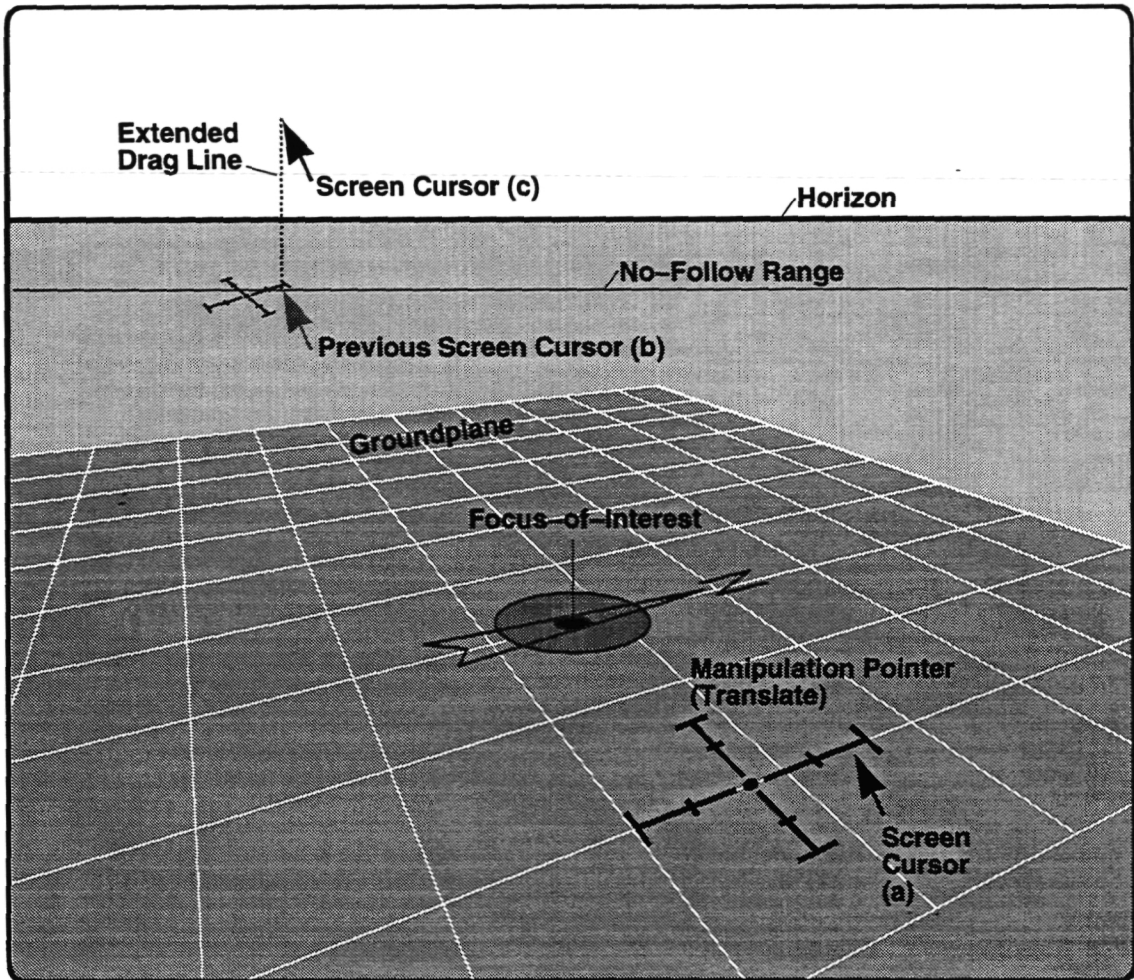 Extended
Drag Line
Screen Cursor (c)
Horizon
No–Follow Range
Previous Screen Cursor (b)
Groundplane
Focus–of–Interest
Manipulation Pointer
(Translate)
Screen
Cursor
(a)